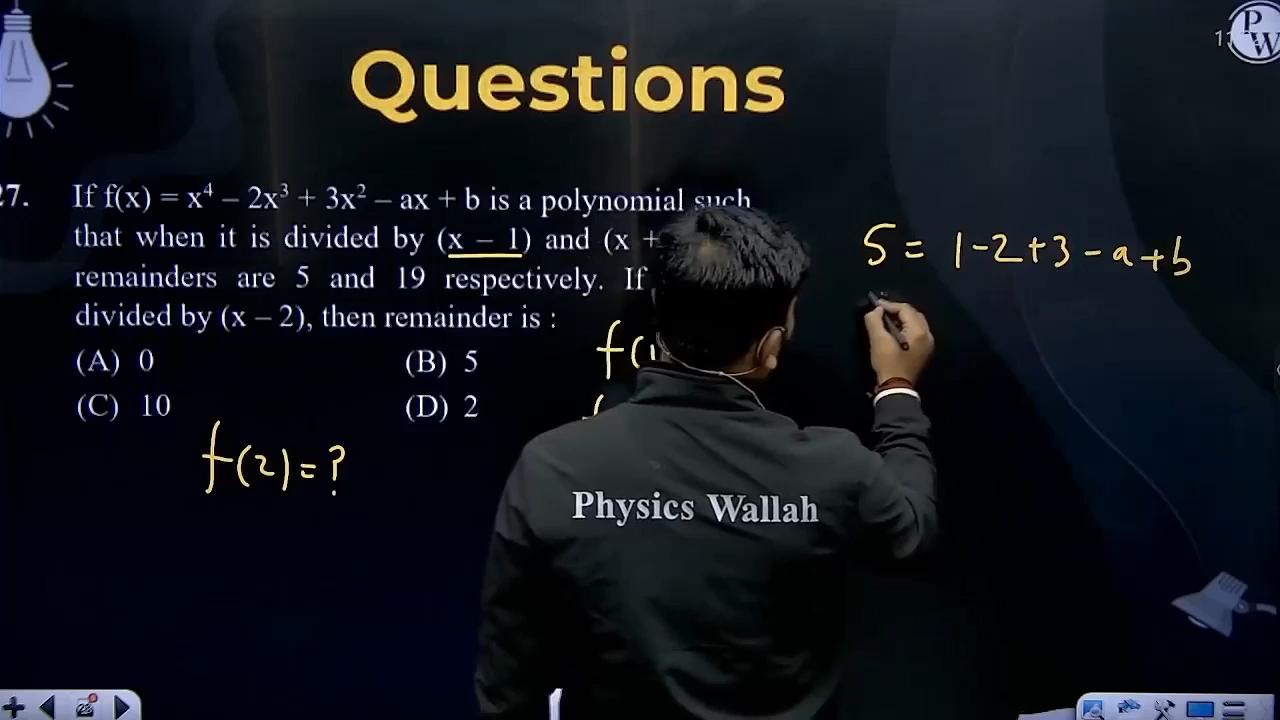 Questions
27. If f(x) = x⁴ – 2x³ + 3x² – ax + b is a polynomial such
that when it is divided by (x – 1) and (x +
remainders are 5 and 19 respectively. If
divided by (x – 2), then remainder is :
(A) 0 (B) 5
(C) 10 (D) 2
f(2) = ?
f(1
5 = 1-2+3-a+b
Physics Wallah
PW